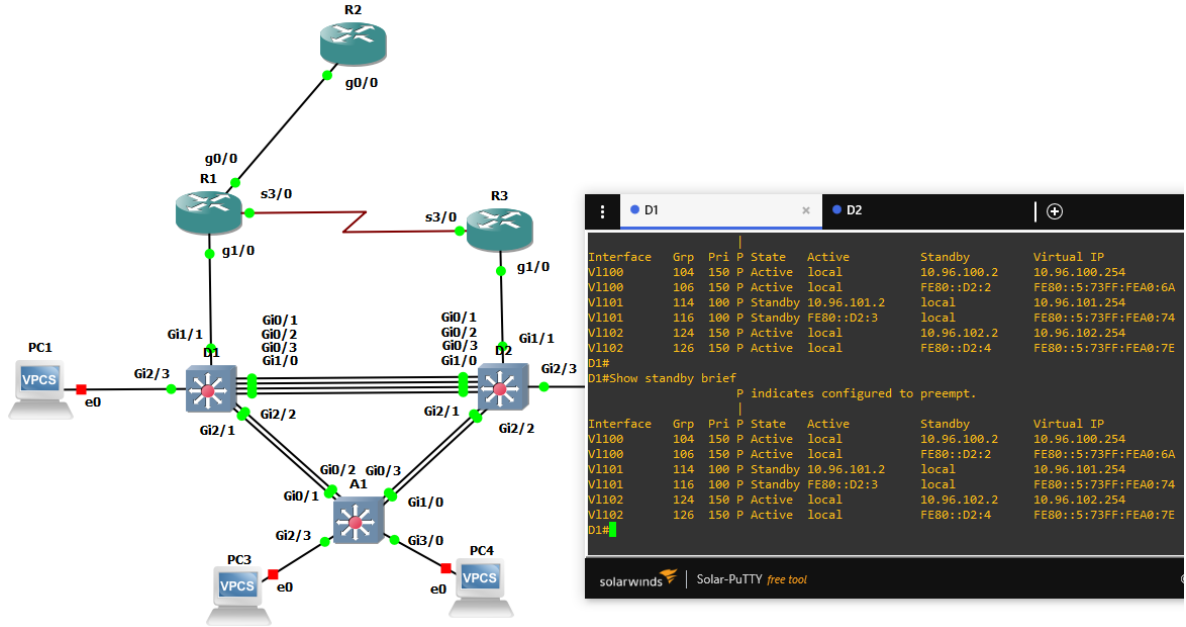 R2
g0/0
g0/0
R1
s3/0
R3
s3/0
g1/0
g1/0
Gi1/1
D1
Gi0/1
Gi0/2
Gi0/3
Gi1/0
Gi0/1
Gi0/2
Gi0/3
Gi1/0
D2
Gi1/1
PC1
VPCS
e0
Gi2/3
Gi2/3
Gi2/2
Gi2/1
Gi2/1
Gi2/2
Gi0/2
Gi0/3
A1
Gi0/1
Gi1/0
Gi2/3
Gi3/0
PC3
VPCS
e0
PC4
VPCS
e0
D1 × D2
|
Interface Grp Pri P State Active Standby Virtual IP
Vl100 104 150 P Active local 10.96.100.2 10.96.100.254
Vl100 106 150 P Active local FE80::D2:2 FE80::5:73FF:FEA0:6A
Vl101 114 100 P Standby 10.96.101.2 local 10.96.101.254
Vl101 116 100 P Standby FE80::D2:3 local FE80::5:73FF:FEA0:74
Vl102 124 150 P Active local 10.96.102.2 10.96.102.254
Vl102 126 150 P Active local FE80::D2:4 FE80::5:73FF:FEA0:7E
D1#
D1#Show standby brief
P indicates configured to preempt.
|
Interface Grp Pri P State Active Standby Virtual IP
Vl100 104 150 P Active local 10.96.100.2 10.96.100.254
Vl100 106 150 P Active local FE80::D2:2 FE80::5:73FF:FEA0:6A
Vl101 114 100 P Standby 10.96.101.2 local 10.96.101.254
Vl101 116 100 P Standby FE80::D2:3 local FE80::5:73FF:FEA0:74
Vl102 124 150 P Active local 10.96.102.2 10.96.102.254
Vl102 126 150 P Active local FE80::D2:4 FE80::5:73FF:FEA0:7E
D1#
solarwinds | Solar-PuTTY free tool